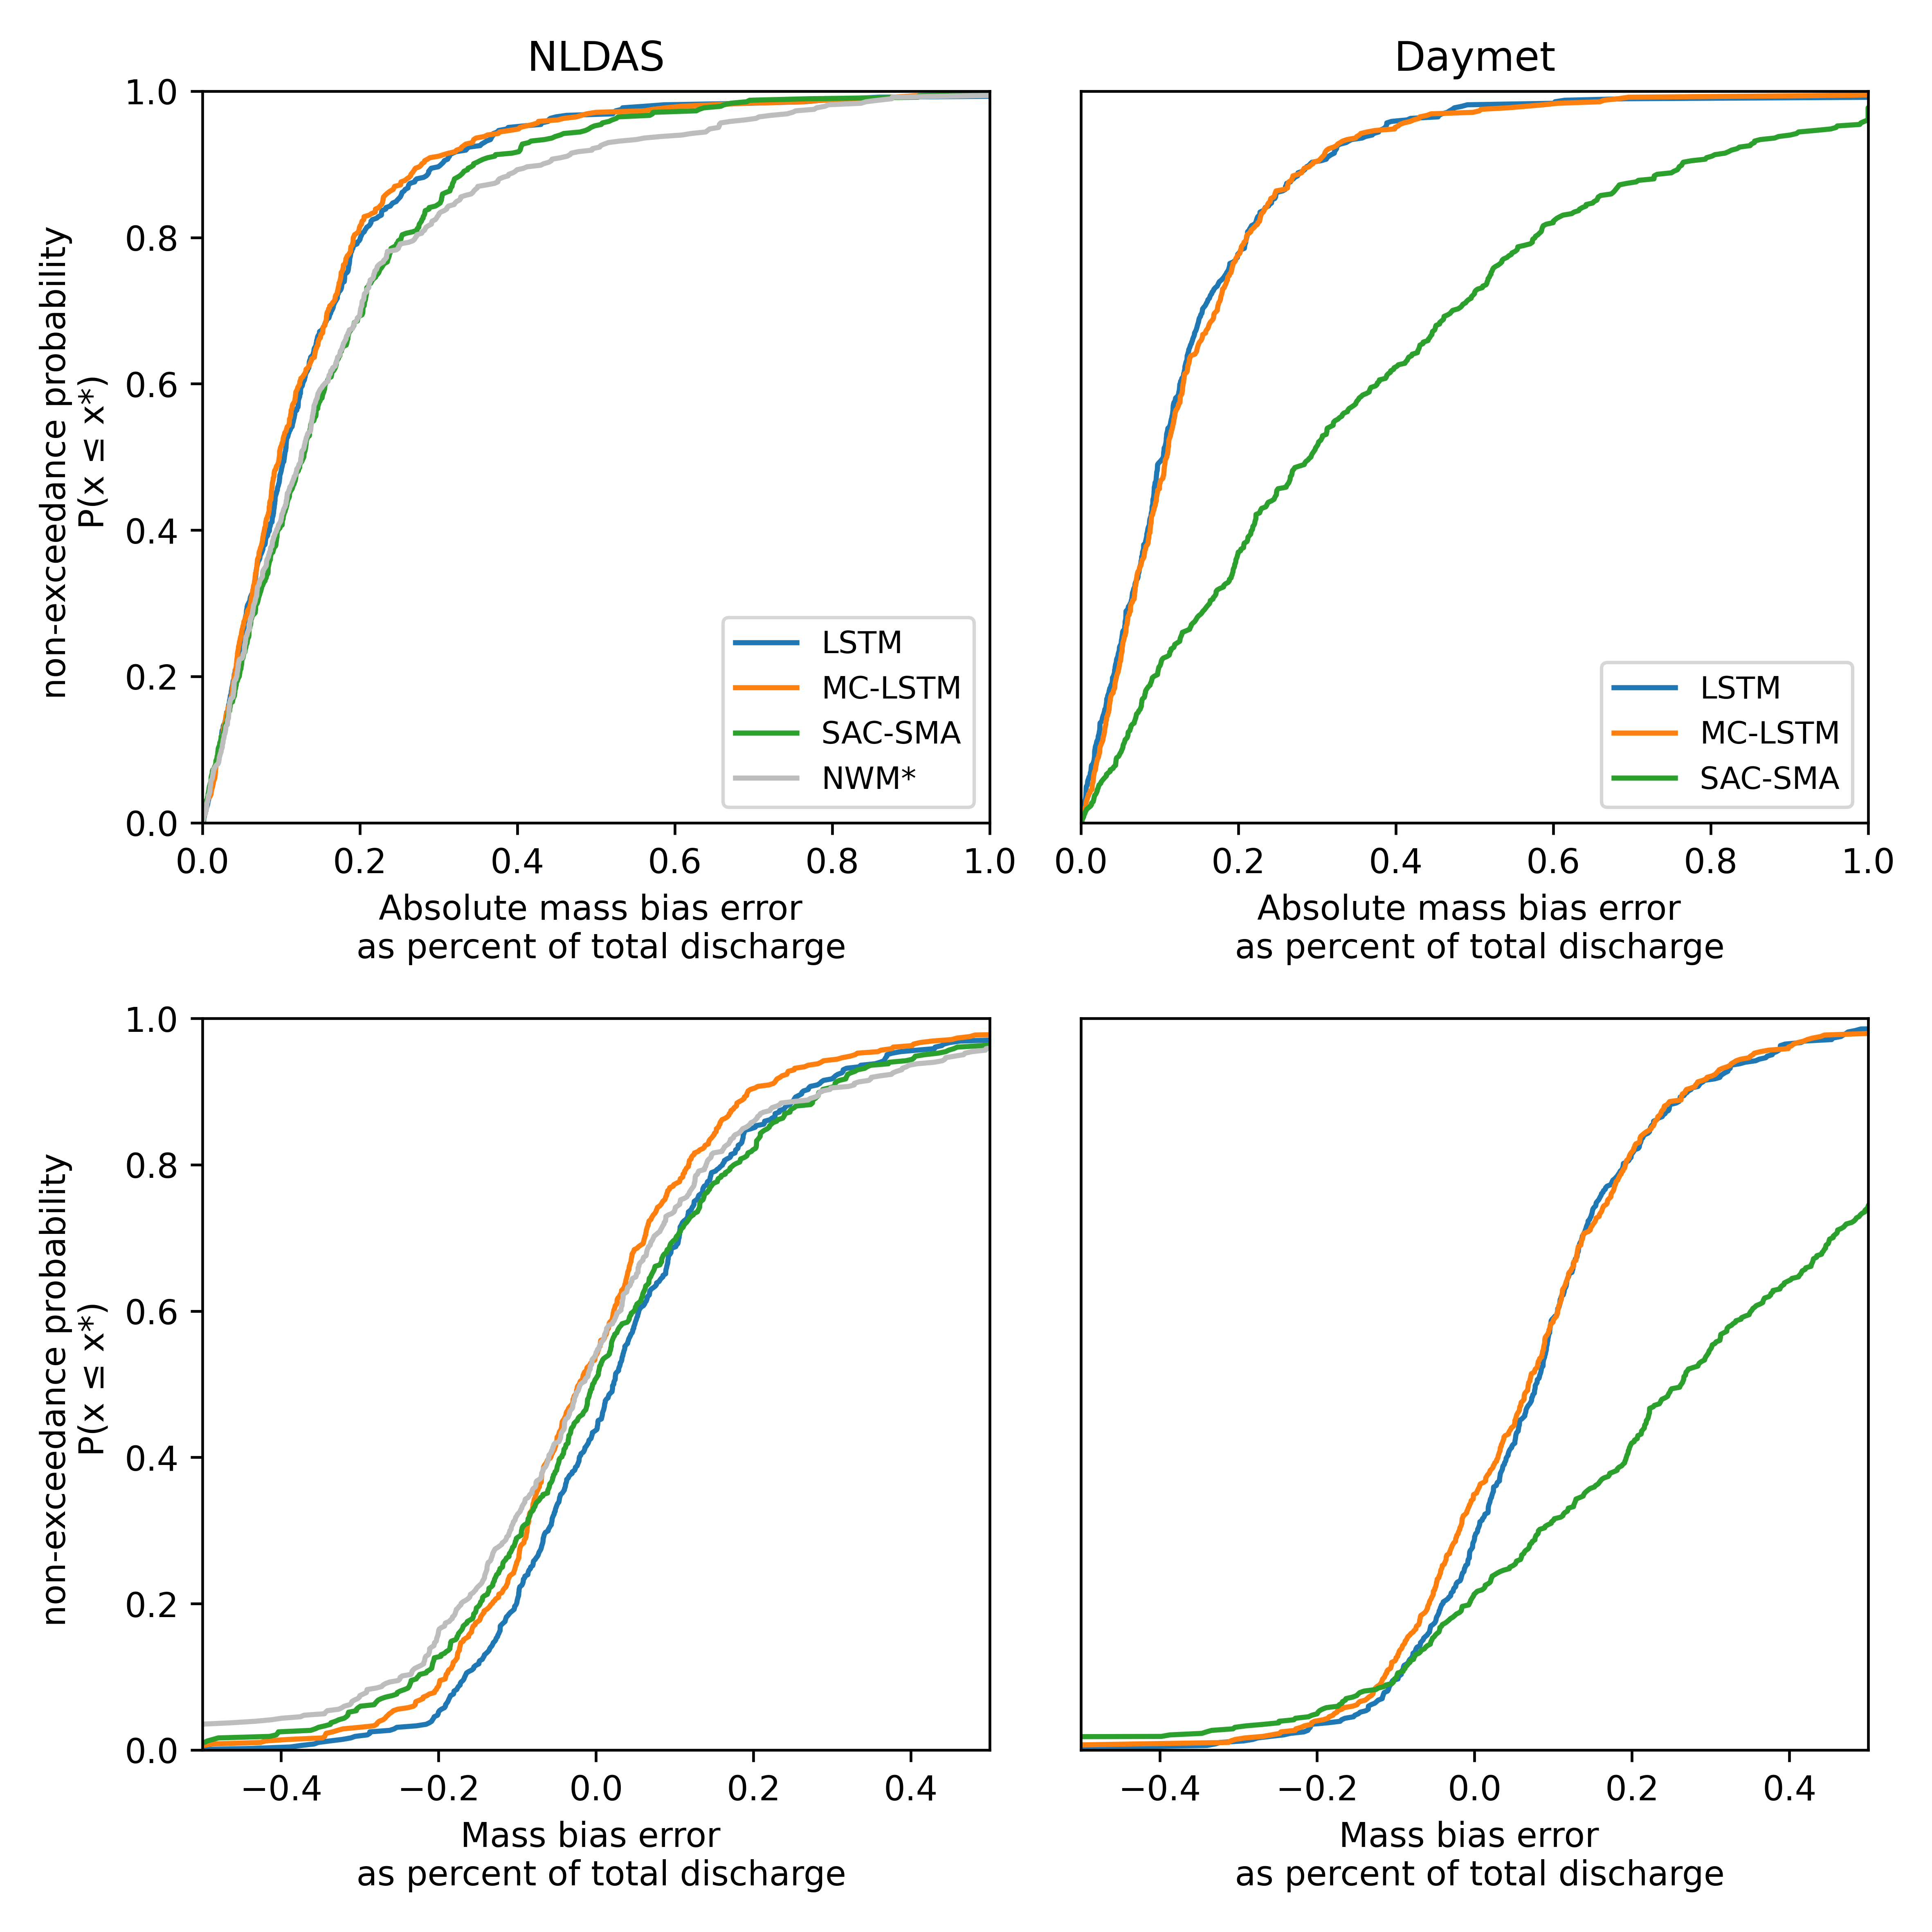 NLDAS
Daymet
non-exceedance probability
P(x ≤ x*)
1.0
0.8
0.6
0.4
0.2
0.0
LSTM
MC-LSTM
SAC-SMA
NWM*
LSTM
MC-LSTM
SAC-SMA
0.0 0.2 0.4 0.6 0.8 1.0
0.0 0.2 0.4 0.6 0.8 1.0
Absolute mass bias error
as percent of total discharge
Absolute mass bias error
as percent of total discharge
non-exceedance probability
P(x ≤ x*)
1.0
0.8
0.6
0.4
0.2
0.0
−0.4 −0.2 0.0 0.2 0.4
−0.4 −0.2 0.0 0.2 0.4
Mass bias error
as percent of total discharge
Mass bias error
as percent of total discharge